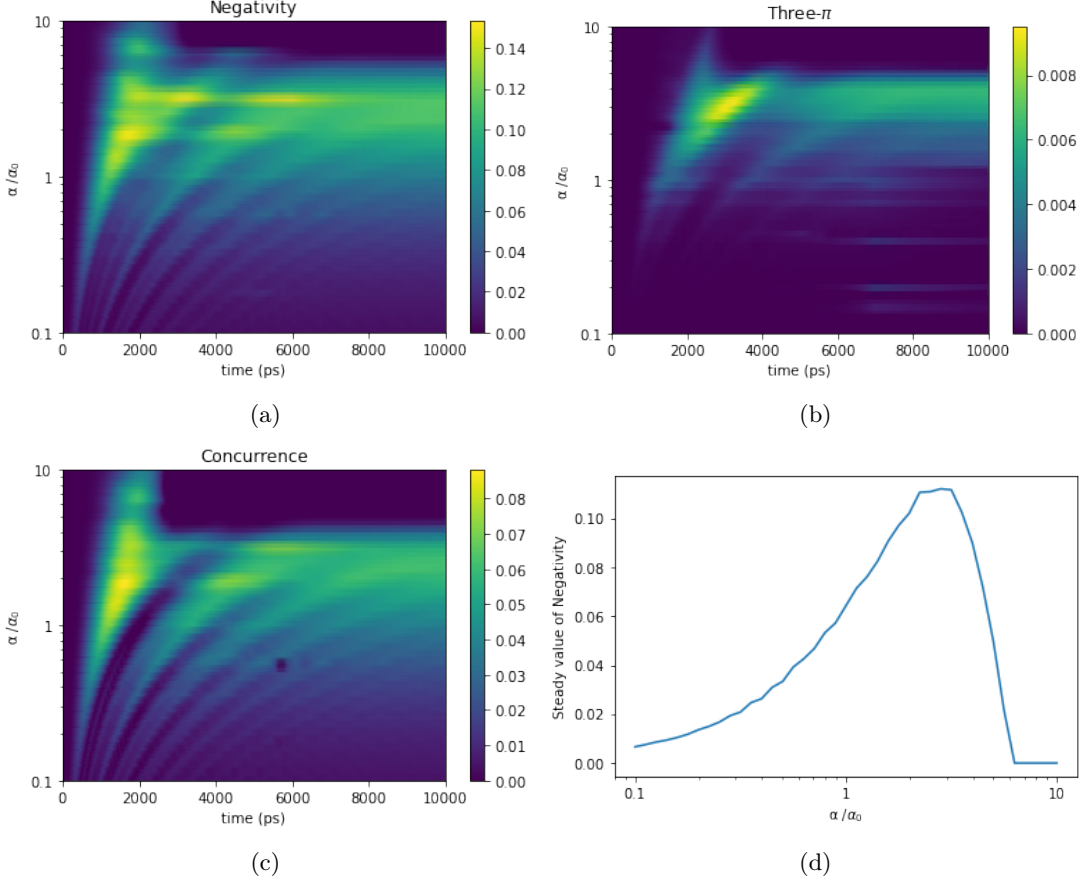 Negativity
10
1
0.1
α /α₀
0 2000 4000 6000 8000 10000
time (ps)
0.14
0.12
0.10
0.08
0.06
0.04
0.02
0.00
(a)
Three-π
10
1
0.1
α /α₀
0 2000 4000 6000 8000 10000
time (ps)
0.008
0.006
0.004
0.002
0.000
(b)
Concurrence
10
1
0.1
α /α₀
0 2000 4000 6000 8000 10000
time (ps)
0.08
0.07
0.06
0.05
0.04
0.03
0.02
0.01
0.00
(c)
Steady value of Negativity
0.10
0.08
0.06
0.04
0.02
0.00
0.1 1 10
α /α₀
(d)